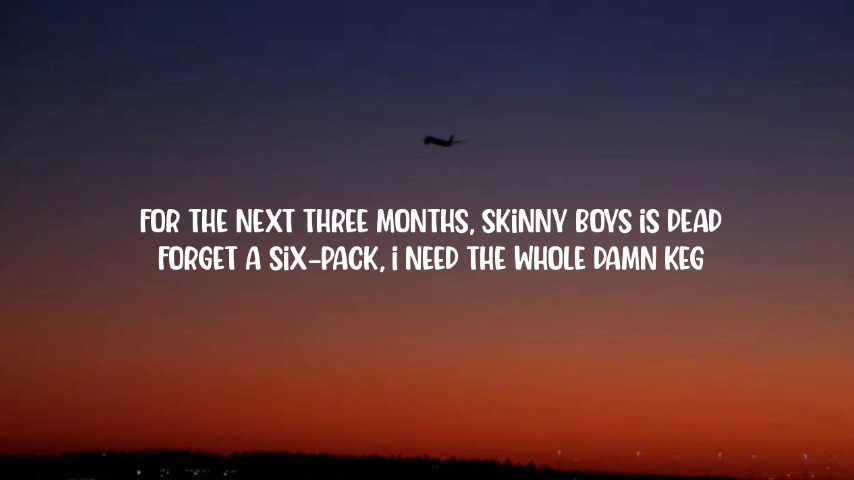 FOR THE NEXT THREE MONTHS, SKiNNY BOYS iS DEAD
FORGET A SiX-PACK, i NEED THE WHOLE DAMN KEG